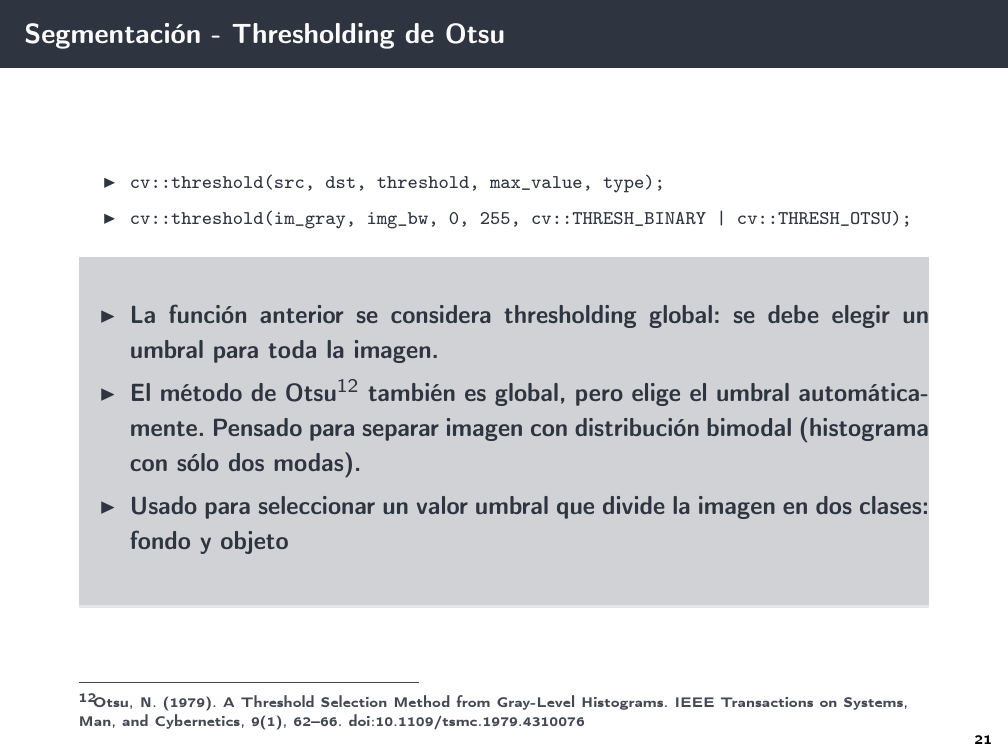 Segmentación - Thresholding de Otsu
▶ cv::threshold(src, dst, threshold, max_value, type);
▶ cv::threshold(im_gray, img_bw, 0, 255, cv::THRESH_BINARY | cv::THRESH_OTSU);
▶ La función anterior se considera thresholding global: se debe elegir un
umbral para toda la imagen.
▶ El método de Otsu12 también es global, pero elige el umbral automática-
mente. Pensado para separar imagen con distribución bimodal (histograma
con sólo dos modas).
▶ Usado para seleccionar un valor umbral que divide la imagen en dos clases:
fondo y objeto
12Otsu, N. (1979). A Threshold Selection Method from Gray-Level Histograms. IEEE Transactions on Systems,
Man, and Cybernetics, 9(1), 62–66. doi:10.1109/tsmc.1979.4310076
21